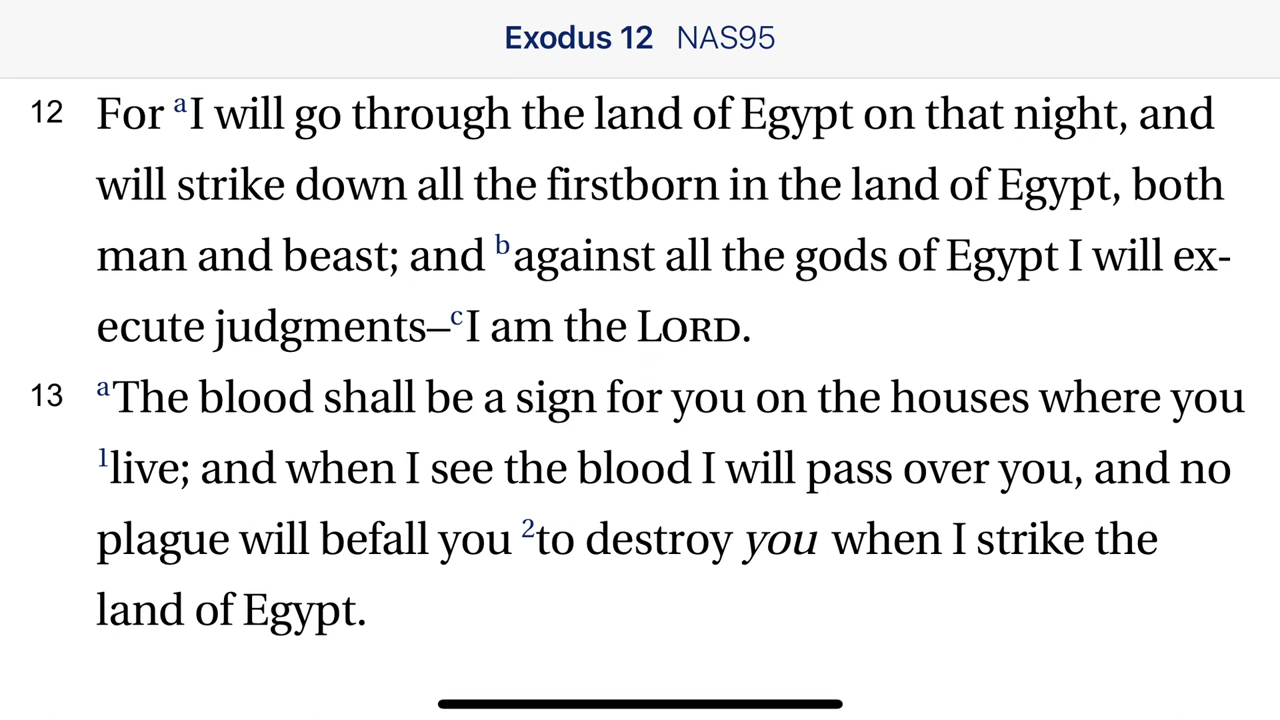 Exodus 12 NAS95
12 For aI will go through the land of Egypt on that night, and
will strike down all the firstborn in the land of Egypt, both
man and beast; and bagainst all the gods of Egypt I will ex-
ecute judgments–cI am the LORD.
13 aThe blood shall be a sign for you on the houses where you
1live; and when I see the blood I will pass over you, and no
plague will befall you 2to destroy you when I strike the
land of Egypt.